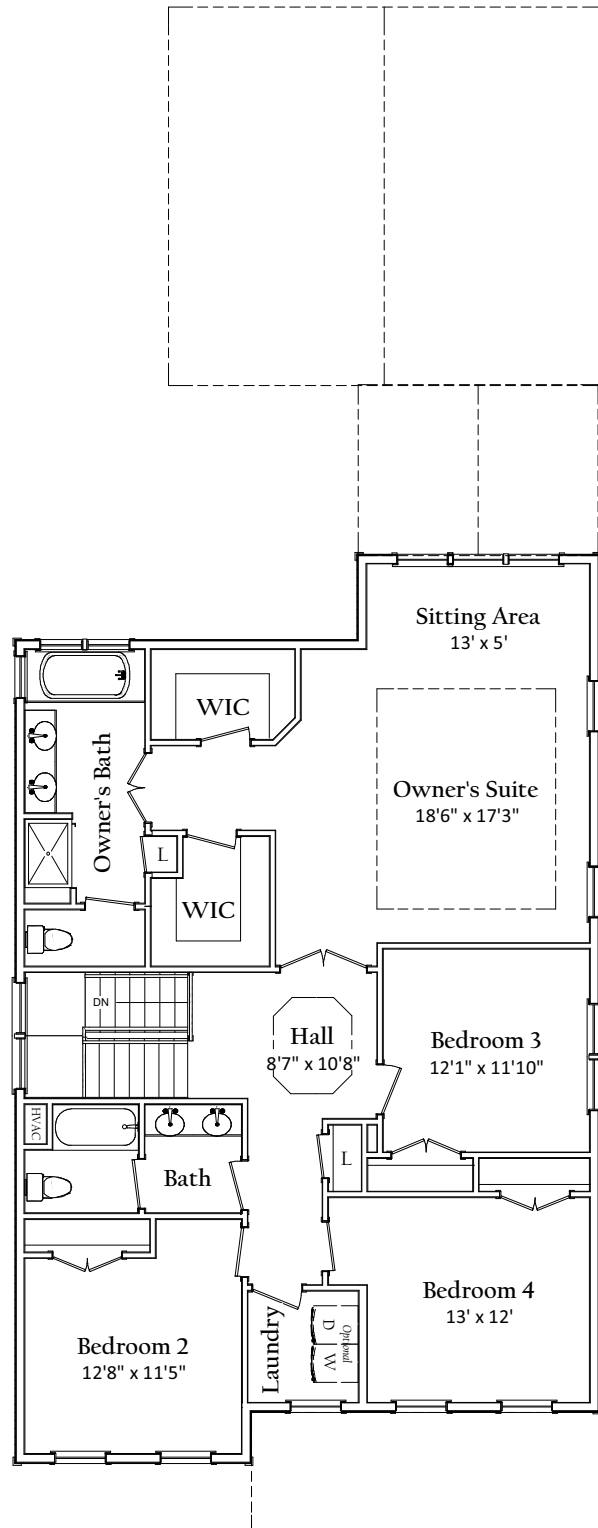 Sitting Area
13' x 5'
WIC
Owner's Bath
Owner's Suite
18'6" x 17'3"
L
WIC
DN
Hall
8'7" x 10'8"
Bedroom 3
12'1" x 11'10"
HVAC
Bath
L
Bedroom 4
13' x 12'
Bedroom 2
12'8" x 11'5"
Laundry
Optional
D
W